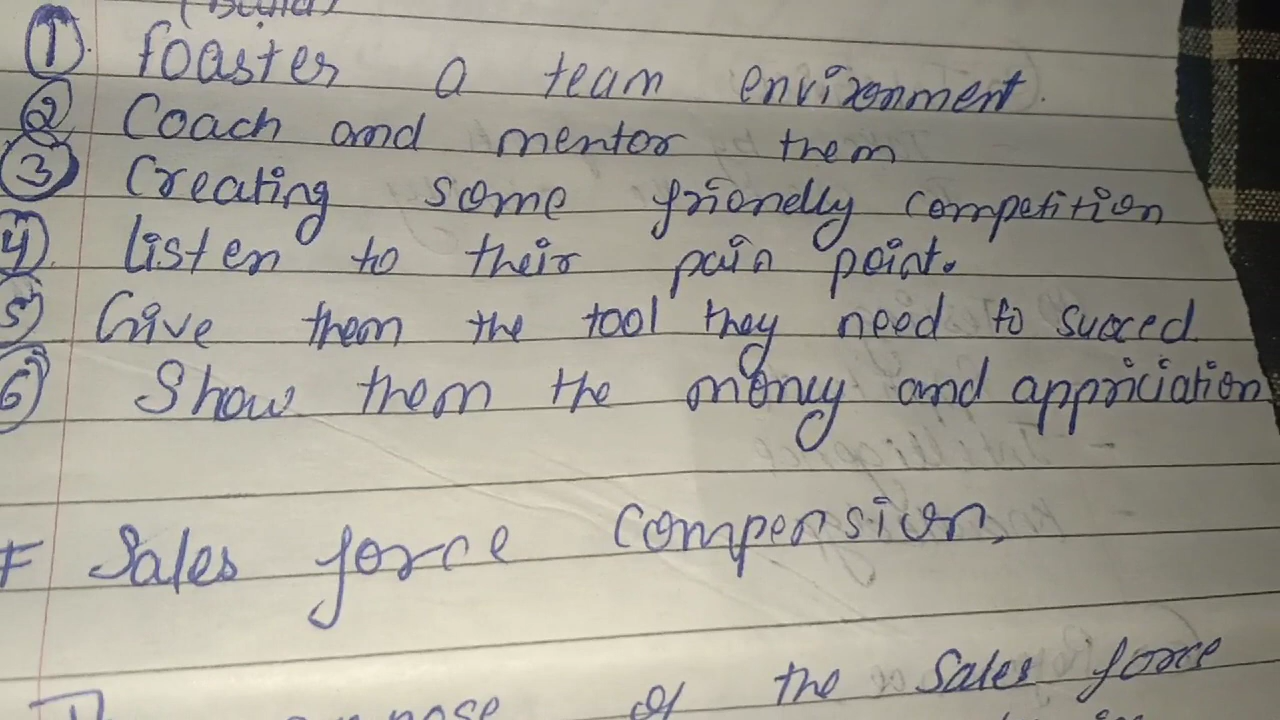 ① foaster a team environment.
② Coach and mentor them
③ Creating some friendly competition
④ listen to their pain point.
⑤ Give them the tool they need to succed
⑥ Show them the money and appriciation
Sales force Compension
of the Sales force